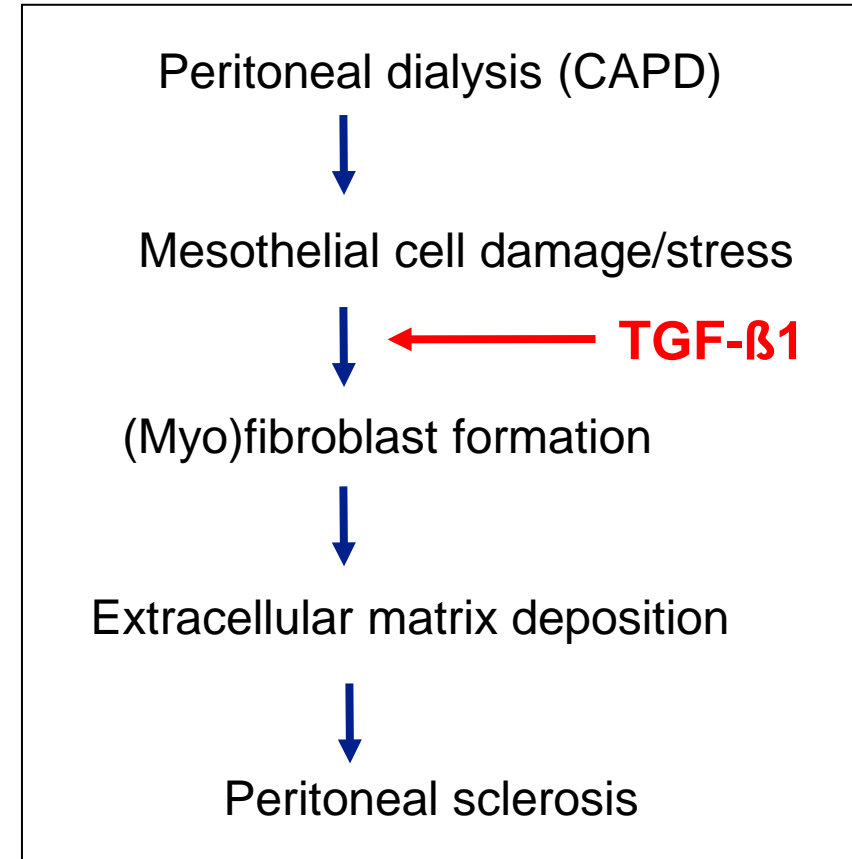 Peritoneal dialysis (CAPD)
Mesothelial cell damage/stress
TGF-ß1
(Myo)fibroblast formation
Extracellular matrix deposition
Peritoneal sclerosis